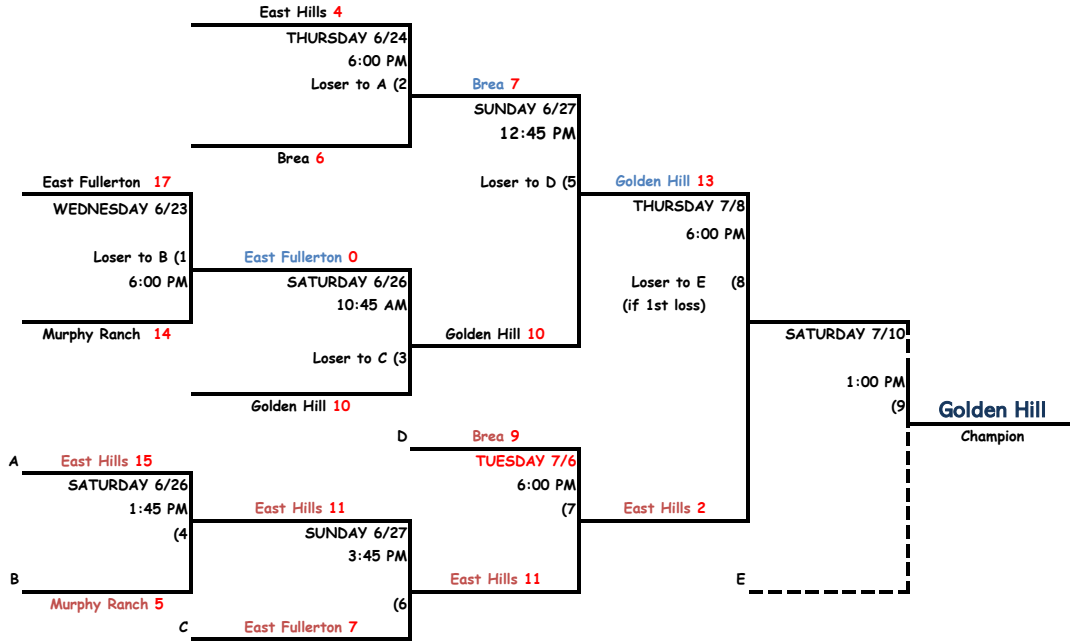 East Hills 4
THURSDAY 6/24
6:00 PM
Loser to A (2
Brea 7
SUNDAY 6/27
12:45 PM
Brea 6
East Fullerton 17
Loser to D (5
Golden Hill 13
WEDNESDAY 6/23
THURSDAY 7/8
6:00 PM
Loser to B (1
East Fullerton 0
6:00 PM
SATURDAY 6/26
Loser to E (8
10:45 AM
(if 1st loss)
Murphy Ranch 14
Golden Hill 10
SATURDAY 7/10
Loser to C (3
1:00 PM
Golden Hill 10
(9
Golden Hill
Champion
D
Brea 9
A
East Hills 15
TUESDAY 7/6
SATURDAY 6/26
6:00 PM
1:45 PM
East Hills 11
(7
East Hills 2
(4
SUNDAY 6/27
3:45 PM
B
East Hills 11
E
Murphy Ranch 5
(6
C
East Fullerton 7